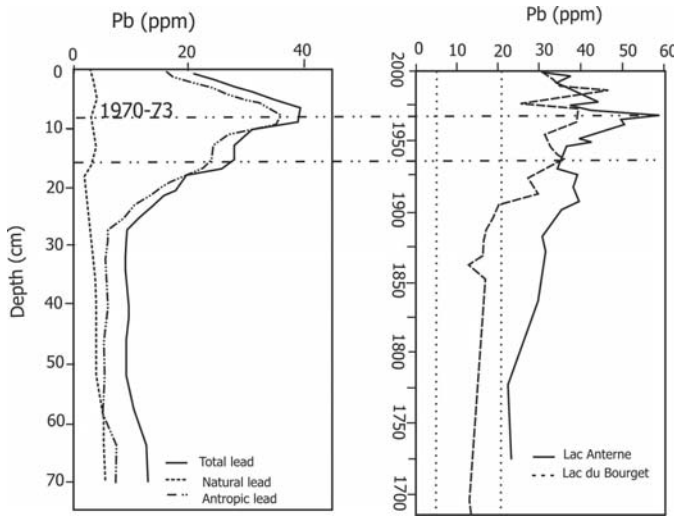 Pb (ppm)
0 20 40
Depth (cm)
0
10
20
30
40
50
60
70
1970-73
Total lead
Natural lead
Antropic lead
Pb (ppm)
0 10 20 30 40 50 60
2000
1950
1900
1850
1800
1750
1700
Lac Anterne
Lac du Bourget